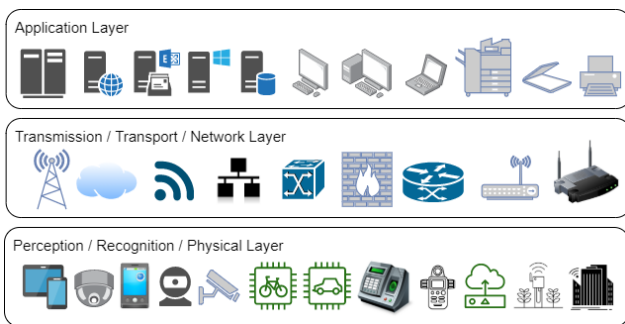 Application Layer
E
Transmission / Transport / Network Layer
Perception / Recognition / Physical Layer